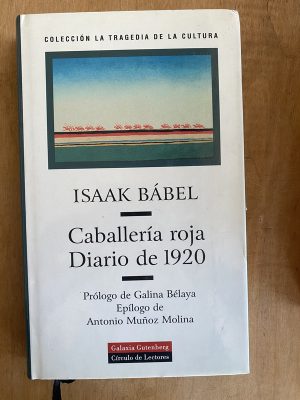 COLECCIÓN LA TRAGEDIA DE LA CULTURA
ISAAK BÁBEL
Caballería roja
Diario de 1920
Prólogo de Galina Bélaya
Epílogo de
Antonio Muñoz Molina
Galaxia Gutenberg
Círculo de Lectores